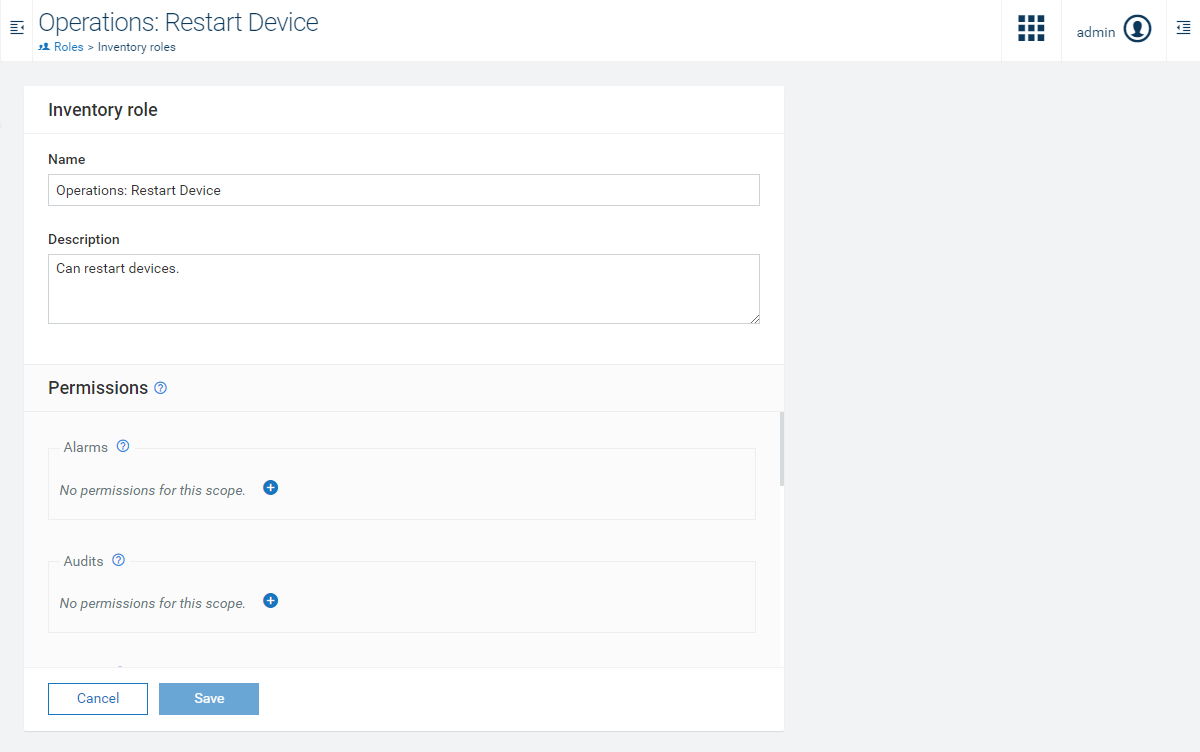 Operations: Restart Device
Roles > Inventory roles
admin
Inventory role
Name
Operations: Restart Device
Description
Can restart devices.
Permissions
Alarms
No permissions for this scope.
Audits
No permissions for this scope.
Cancel
Save